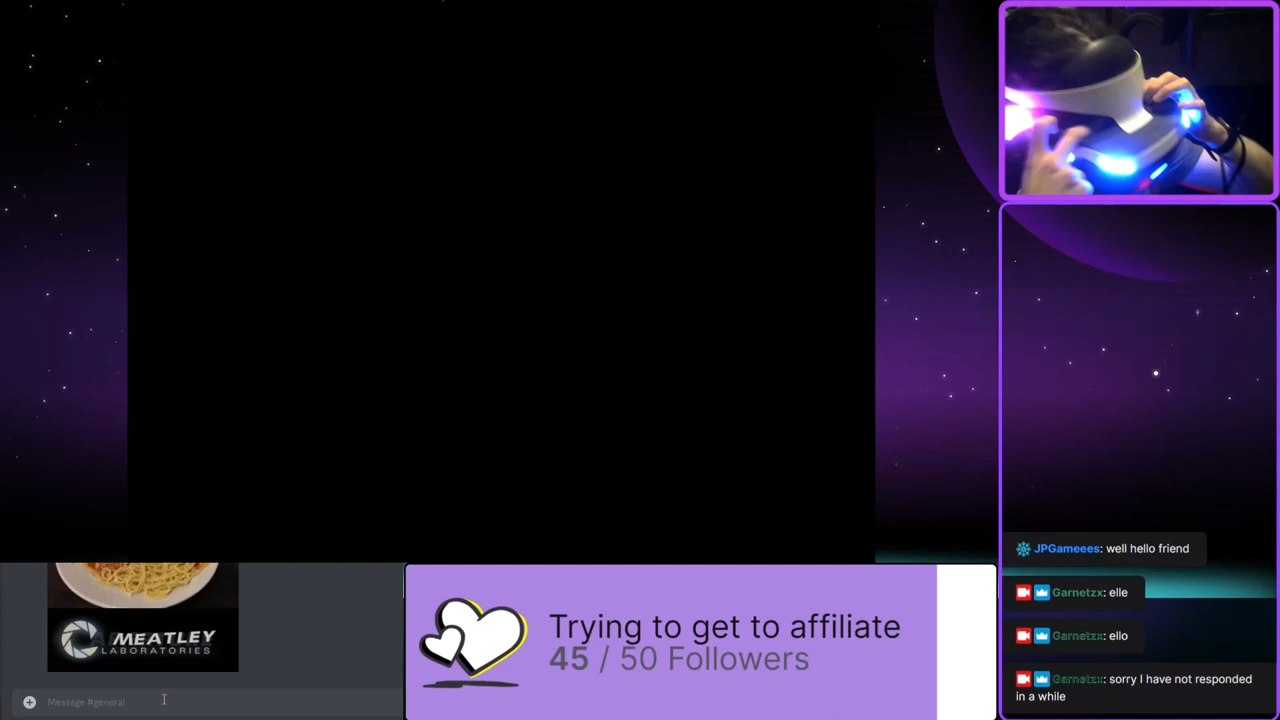 JPGameees: well hello friend
Garnetzx: elle
Garnetzx: ello
Garnetzx: sorry I have not responded
in a while
MEATLEY
LABORATORIES
Message #general
Trying to get to affiliate
45 / 50 Followers